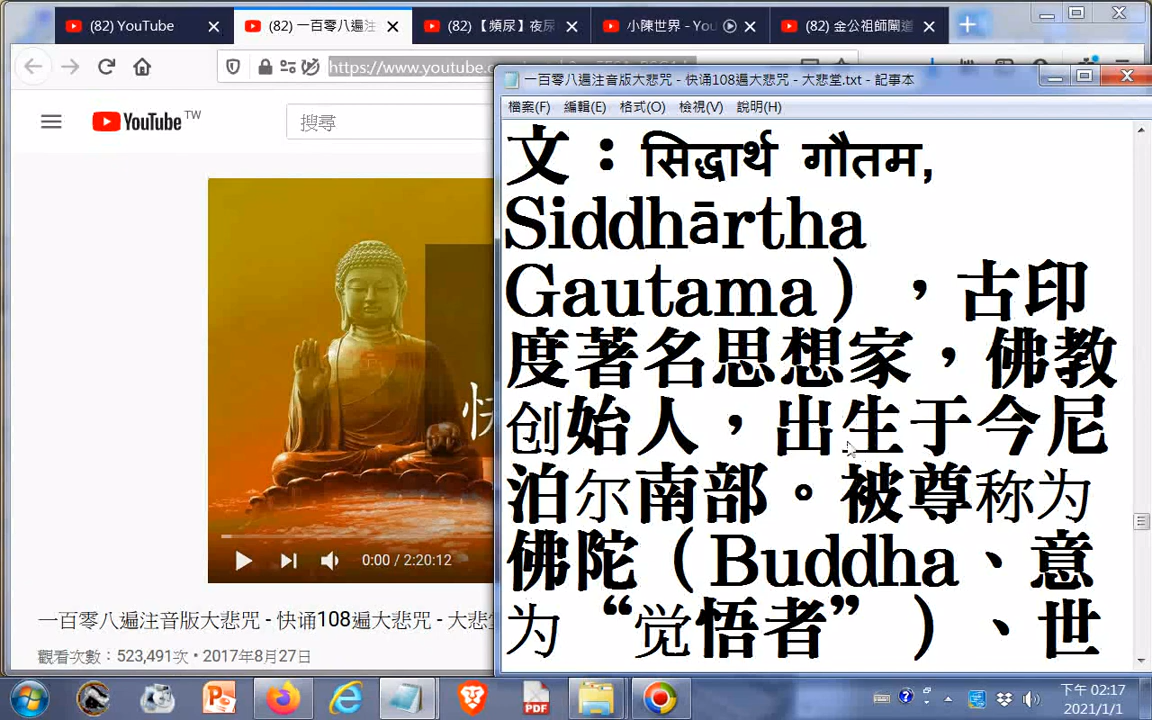 (82) YouTube
(82) 一百零八遍注
(82) 【頻尿】夜尿
小陳世界 - You
(82) 金公祖師闡道
https://www.youtube.c
YouTube TW
搜尋
快
0:00 / 2:20:12
一百零八遍注音版大悲咒 - 快诵108遍大悲咒 - 大悲
觀看次數：523,491次 • 2017年8月27日
一百零八遍注音版大悲咒 - 快诵108遍大悲咒 - 大悲堂.txt - 記事本
檔案(F) 編輯(E) 格式(O) 檢視(V) 說明(H)
文：सिद्धार्थ गौतम,
Siddhārtha
Gautama），古印
度著名思想家，佛教
创始人，出生于今尼
泊尔南部。被尊称为
佛陀（Buddha、意
为“觉悟者”）、世
PDF
下午 02:17
2021/1/1